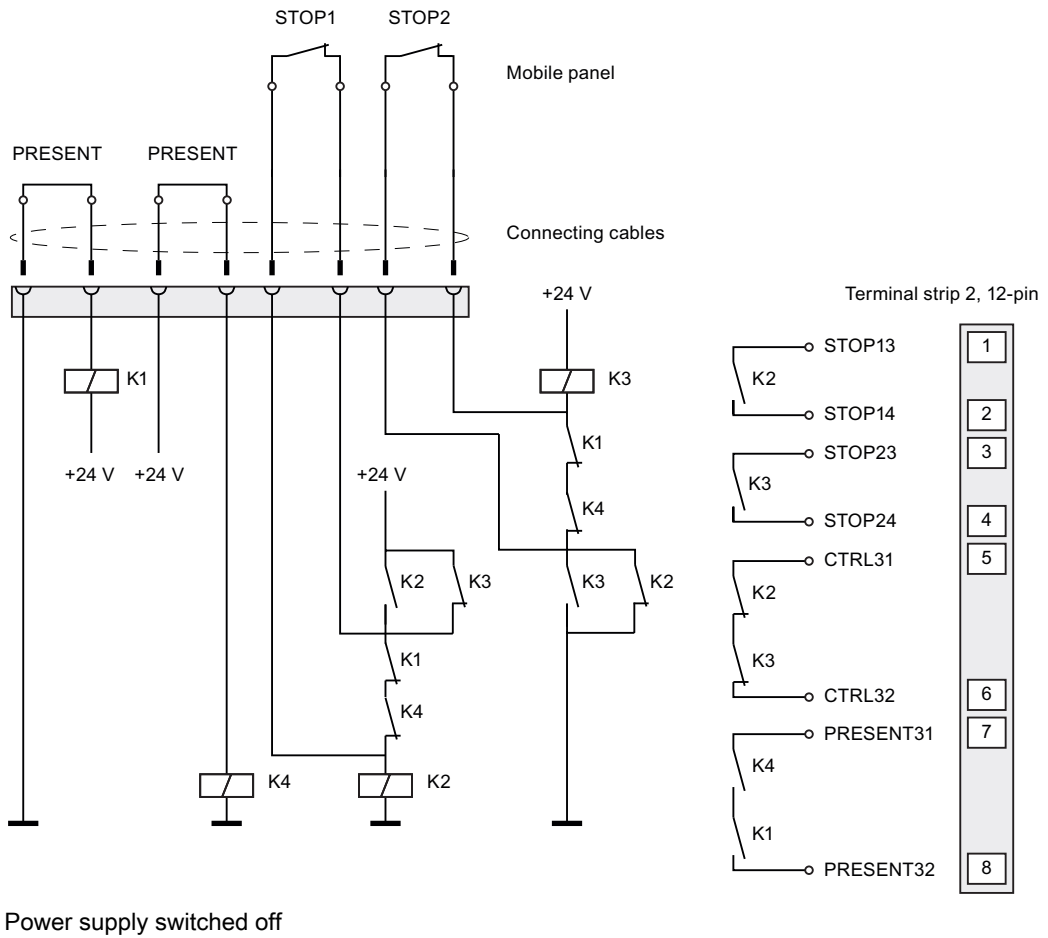 STOP1 STOP2
Mobile panel
PRESENT PRESENT
Connecting cables
+24 V
Terminal strip 2, 12-pin
STOP13 1
K1 K3 K2
STOP14 2
K1 STOP23 3
+24 V +24 V +24 V
K3
K4 STOP24 4
CTRL31 5
K2 K3 K3 K2 K2
K1 K3
CTRL32 6
K4 PRESENT31 7
K4 K2 K4
K1
PRESENT32 8
Power supply switched off